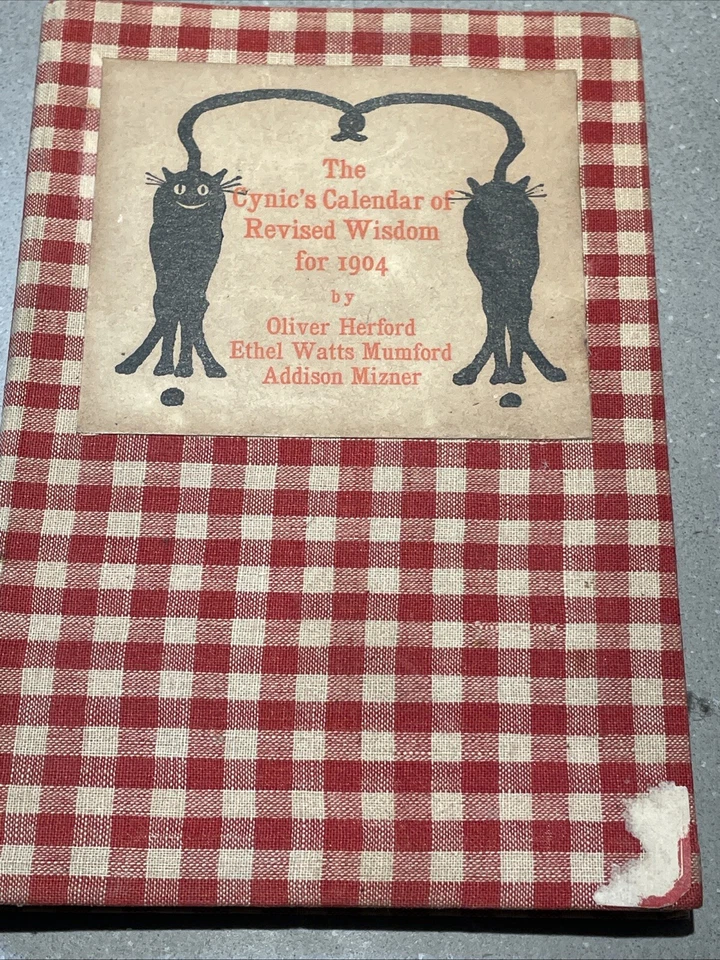 The
Cynic's Calendar of
Revised Wisdom
for 1904
by
Oliver Herford
Ethel Watts Mumford
Addison Mizner